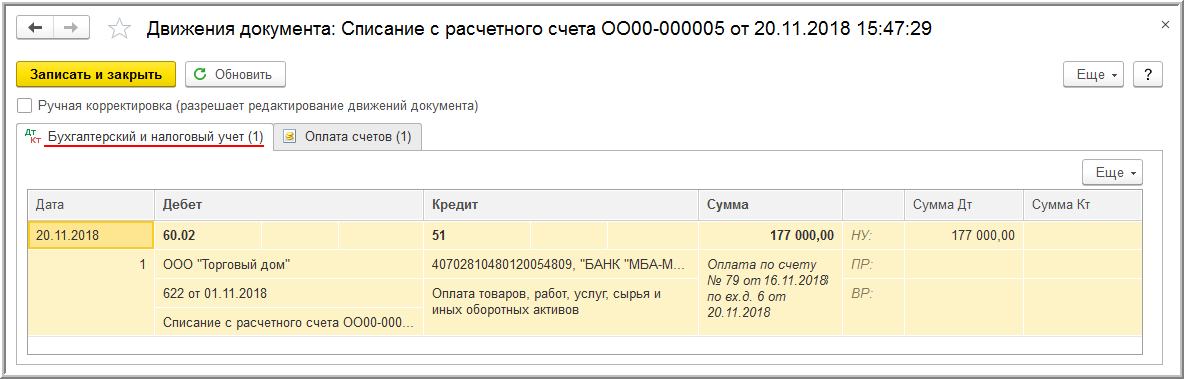 Движения документа: Списание с расчетного счета ОО00-000005 от 20.11.2018 15:47:29
Записать и закрыть
Обновить
Еще
?
Ручная корректировка (разрешает редактирование движений документа)
Дт Кт Бухгалтерский и налоговый учет (1)
Оплата счетов (1)
Еще
Дата Дебет Кредит Сумма Сумма Дт Сумма Кт
20.11.2018 60.02 51 177 000,00 НУ: 177 000,00
1 ООО "Торговый дом" 40702810480120054809, "БАНК "МБА-М... Оплата по счету ПР:
№ 79 от 16.11.2018
622 от 01.11.2018 Оплата товаров, работ, услуг, сырья и по вх.д. 6 от ВР:
иных оборотных активов 20.11.2018
Списание с расчетного счета ОО00-000...